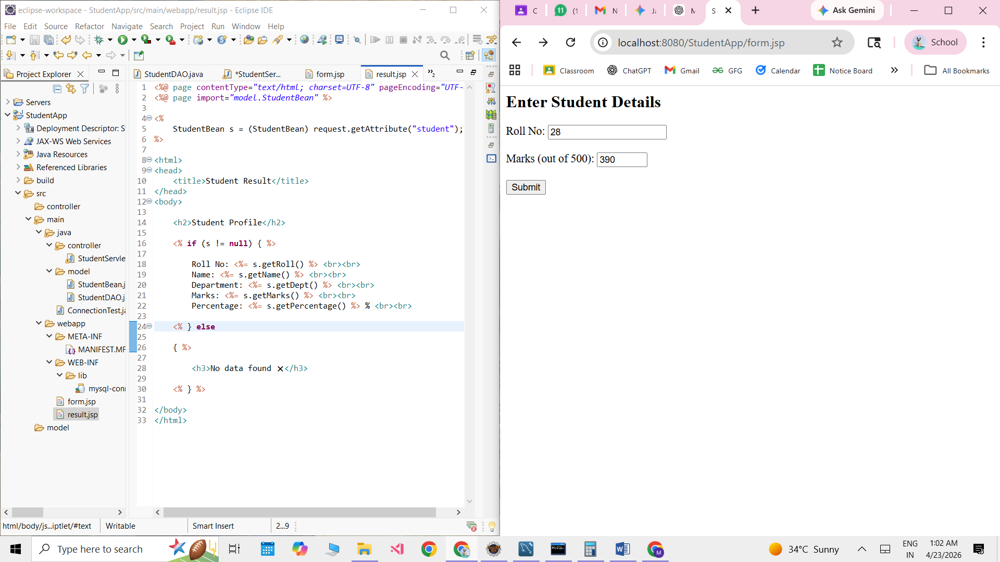 eclipse-workspace - StudentApp/src/main/webapp/result.jsp - Eclipse IDE
File Edit Source Refactor Navigate Search Project Run Window Help
Project Explorer
Servers
StudentApp
Deployment Descriptor: S
JAX-WS Web Services
Java Resources
Referenced Libraries
build
src
controller
main
java
controller
StudentServle
model
StudentBean.j
StudentDAO.j
ConnectionTest.ja
webapp
META-INF
MANIFEST.MF
WEB-INF
lib
mysql-conn
form.jsp
result.jsp
model
StudentDAO.java *StudentSer... form.jsp result.jsp »2
1 <%@ page contentType="text/html; charset=UTF-8" pageEncoding="UTF-
2 <%@ page import="model.StudentBean" %>
3
4 <%
5 StudentBean s = (StudentBean) request.getAttribute("student");
6 %>
7
8 <html>
9 <head>
10 <title>Student Result</title>
11 </head>
12 <body>
13
14 <h2>Student Profile</h2>
15
16 <% if (s != null) { %>
17
18 Roll No: <%= s.getRoll() %> <br><br>
19 Name: <%= s.getName() %> <br><br>
20 Department: <%= s.getDept() %> <br><br>
21 Marks: <%= s.getMarks() %> <br><br>
22 Percentage: <%= s.getPercentage() %> % <br><br>
23
24 <% } else
25
26 { %>
27
28 <h3>No data found ❌</h3>
29
30 <% } %>
31
32 </body>
33 </html>
html/body/js...iptlet/#text Writable Smart Insert 2...9
C 11 (1 N M S Ask Gemini
localhost:8080/StudentApp/form.jsp School
Classroom ChatGPT Gmail GFG Calendar Notice Board » All Bookmarks
Enter Student Details
Roll No: 28
Marks (out of 500): 390
Submit
Type here to search
34°C Sunny
ENG
IN
1:02 AM
4/23/2026